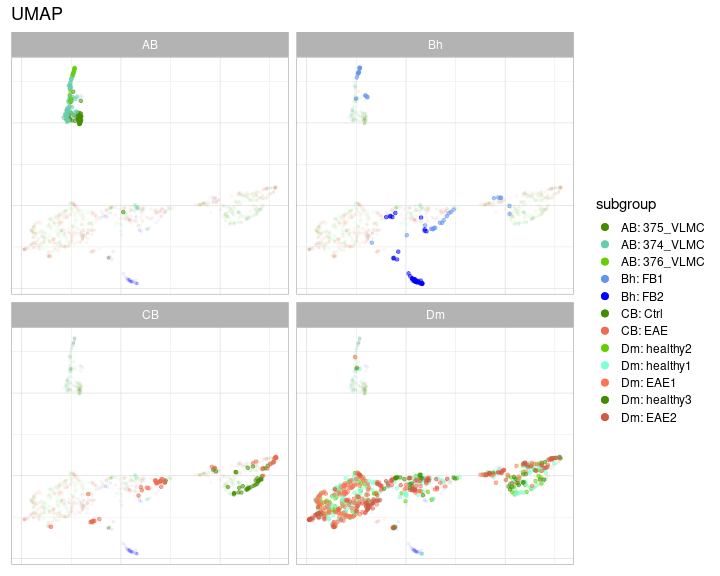 UMAP
AB
Bh
CB
Dm
subgroup
AB: 375_VLMC
AB: 374_VLMC
AB: 376_VLMC
Bh: FB1
Bh: FB2
CB: Ctrl
CB: EAE
Dm: healthy2
Dm: healthy1
Dm: EAE1
Dm: healthy3
Dm: EAE2